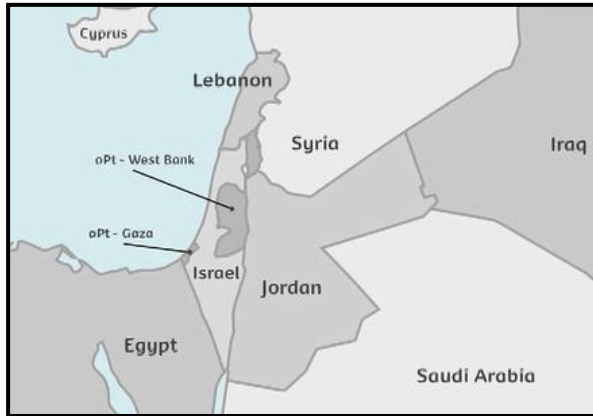 Cyprus
Lebanon
Syria
Iraq
oPt - West Bank
oPt - Gaza
Israel
Jordan
Egypt
Saudi Arabia